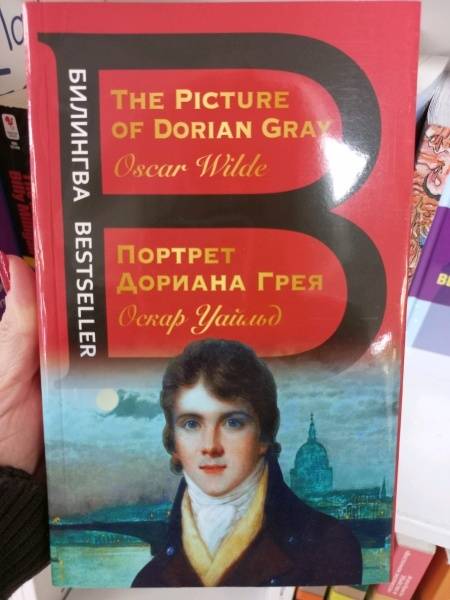 БИЛИНГВА BESTSELLER
THE PICTURE
OF DORIAN GRAY
Oscar Wilde
ПОРТРЕТ
ДОРИАНА ГРЕЯ
Оскар Уайльд